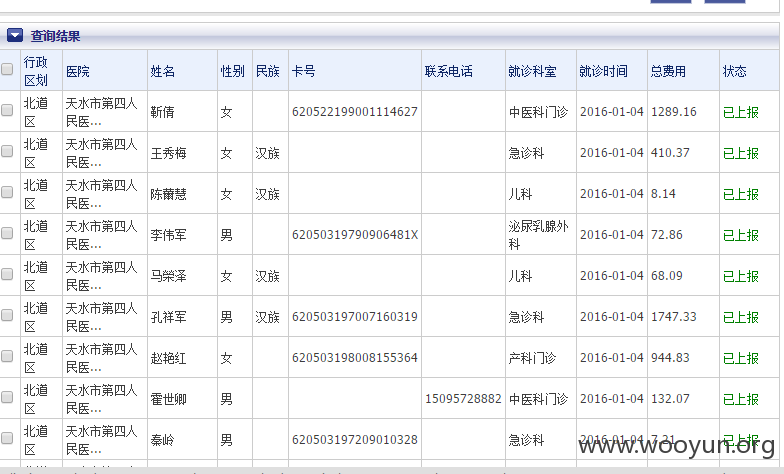 查询结果
行政区划 医院 姓名 性别 民族 卡号 联系电话 就诊科室 就诊时间 总费用 状态
北道区 天水市第四人民医... 靳倩 女 620522199001114627 中医科门诊 2016-01-04 1289.16 已上报
北道区 天水市第四人民医... 王秀梅 女 汉族 急诊科 2016-01-04 410.37 已上报
北道区 天水市第四人民医... 陈薾慧 女 汉族 儿科 2016-01-04 8.14 已上报
北道区 天水市第四人民医... 李伟军 男 62050319790906481X 泌尿乳腺外科 2016-01-04 72.86 已上报
北道区 天水市第四人民医... 马榮泽 女 汉族 儿科 2016-01-04 68.09 已上报
北道区 天水市第四人民医... 孔祥军 男 汉族 620503197007160319 急诊科 2016-01-04 1747.33 已上报
北道区 天水市第四人民医... 赵艳红 女 620503198008155364 产科门诊 2016-01-04 944.83 已上报
北道区 天水市第四人民医... 霍世卿 男 15095728882 中医科门诊 2016-01-04 132.07 已上报
北道区 天水市第四人民医... 秦岭 男 620503197209010328 急诊科 2016-01-04 7.21 已上报
www.wooyun.org